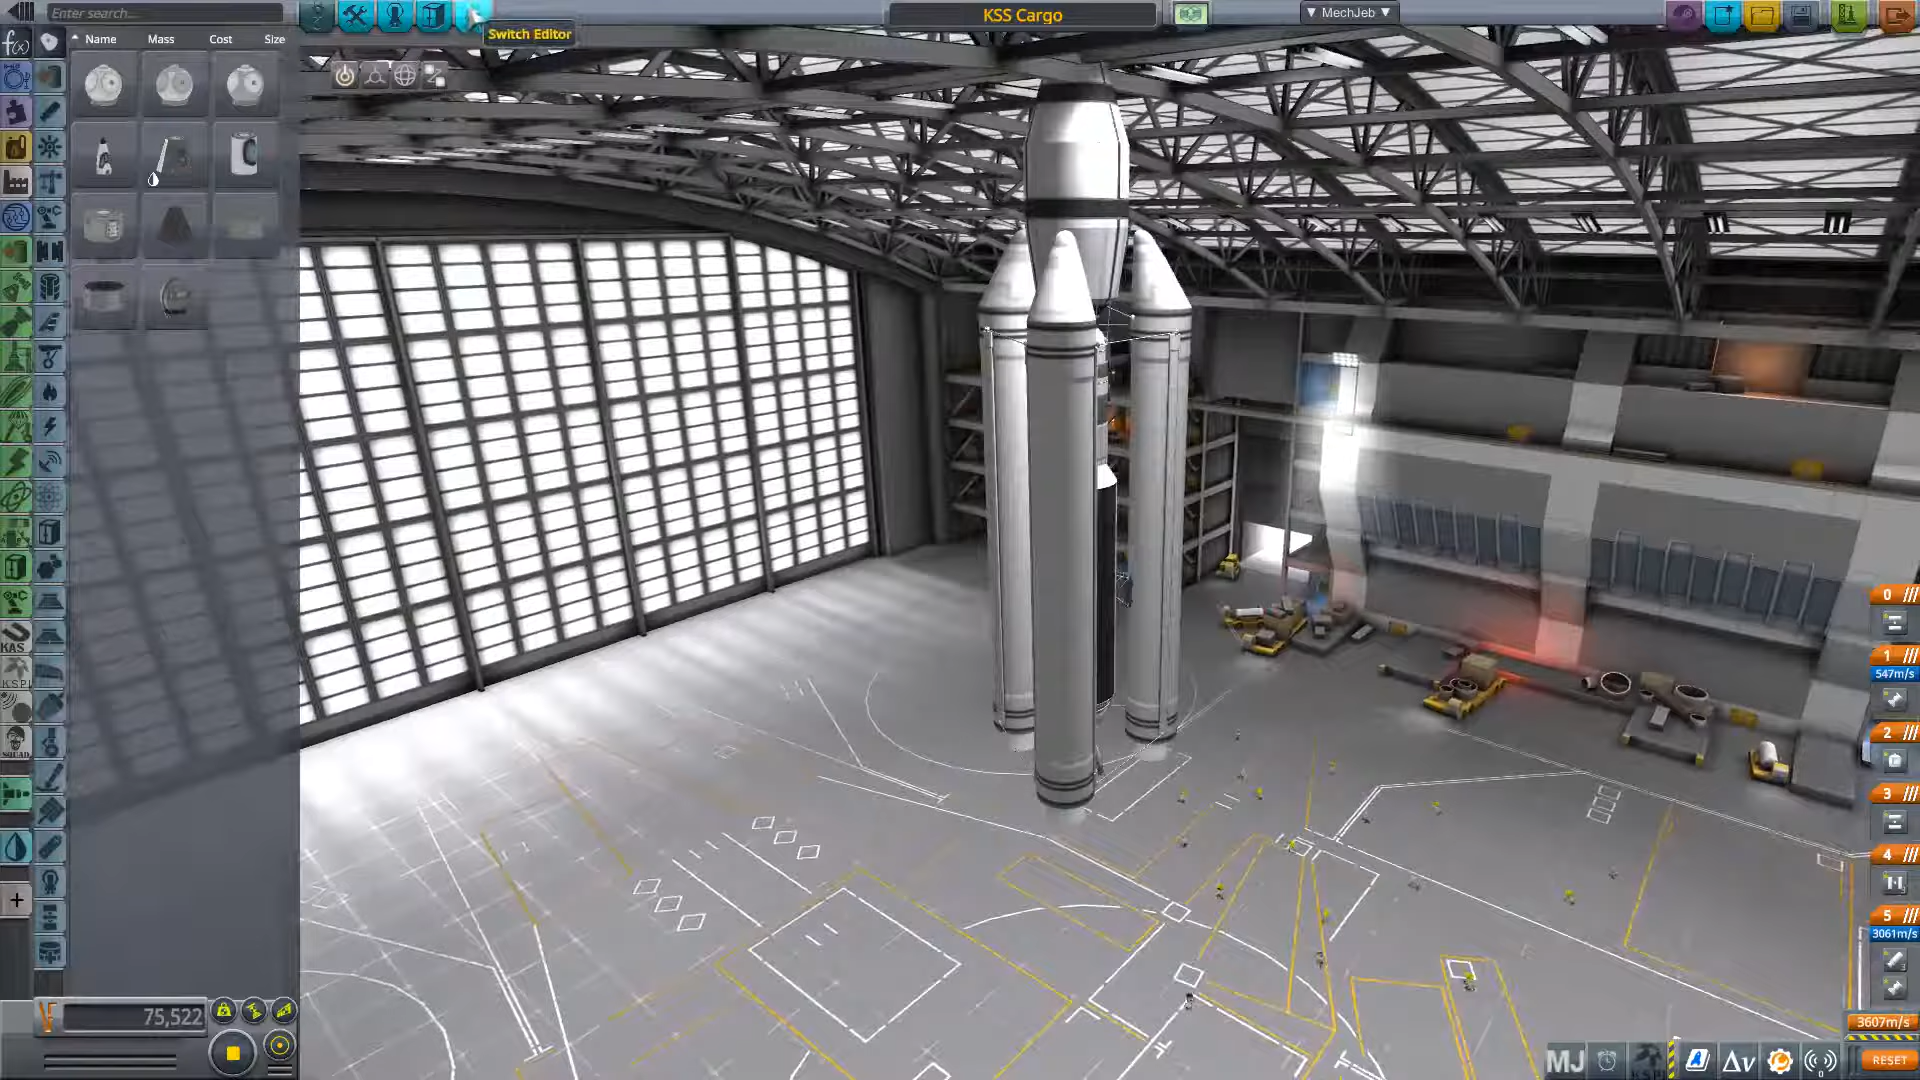 Enter search...
Switch Editor
KSS Cargo
▼ MechJeb ▼
Name Mass Cost Size
f(x)
KAS
KSPI
SQUAD
+
75,522
0
1
547m/s
2
3
4
5
3061m/s
3607m/s
MJ
Δv
0
RESET